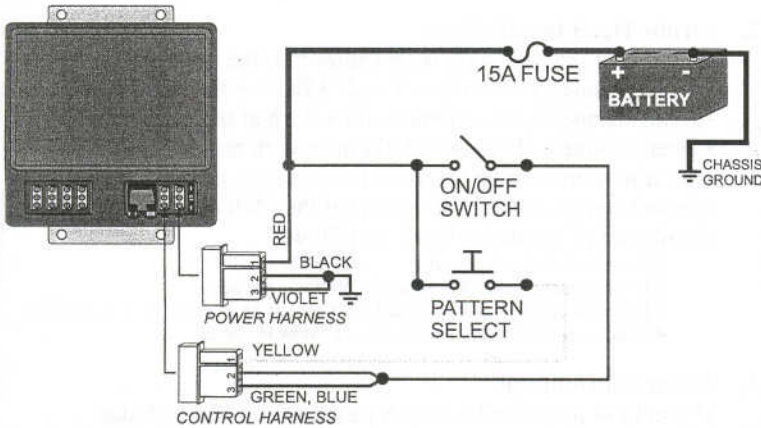 15A FUSE
+ -
BATTERY
CHASSIS
GROUND
ON/OFF
SWITCH
RED
BLACK
1
2
3
VIOLET
POWER HARNESS
PATTERN
SELECT
YELLOW
1
2
3
GREEN, BLUE
CONTROL HARNESS